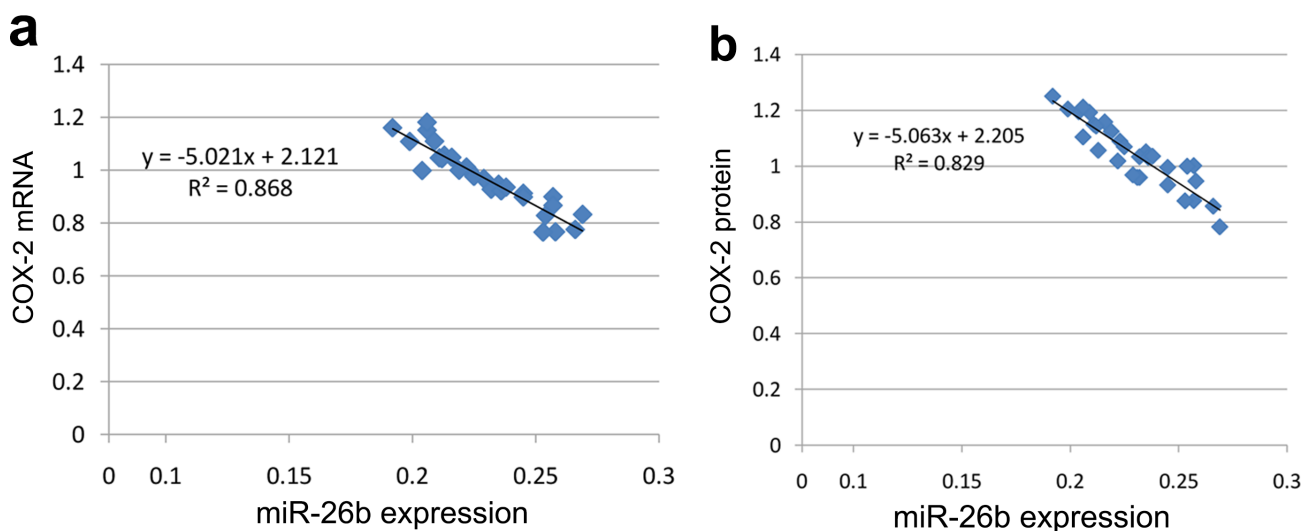 a
COX-2 mRNA
1.4
1.2
1
0.8
0.6
0.4
0.2
0
y = -5.021x + 2.121
R² = 0.868
0 0.1 0.15 0.2 0.25 0.3
miR-26b expression
b
COX-2 protein
1.4
1.2
1
0.8
0.6
0.4
0.2
0
y = -5.063x + 2.205
R² = 0.829
0 0.1 0.15 0.2 0.25 0.3
miR-26b expression